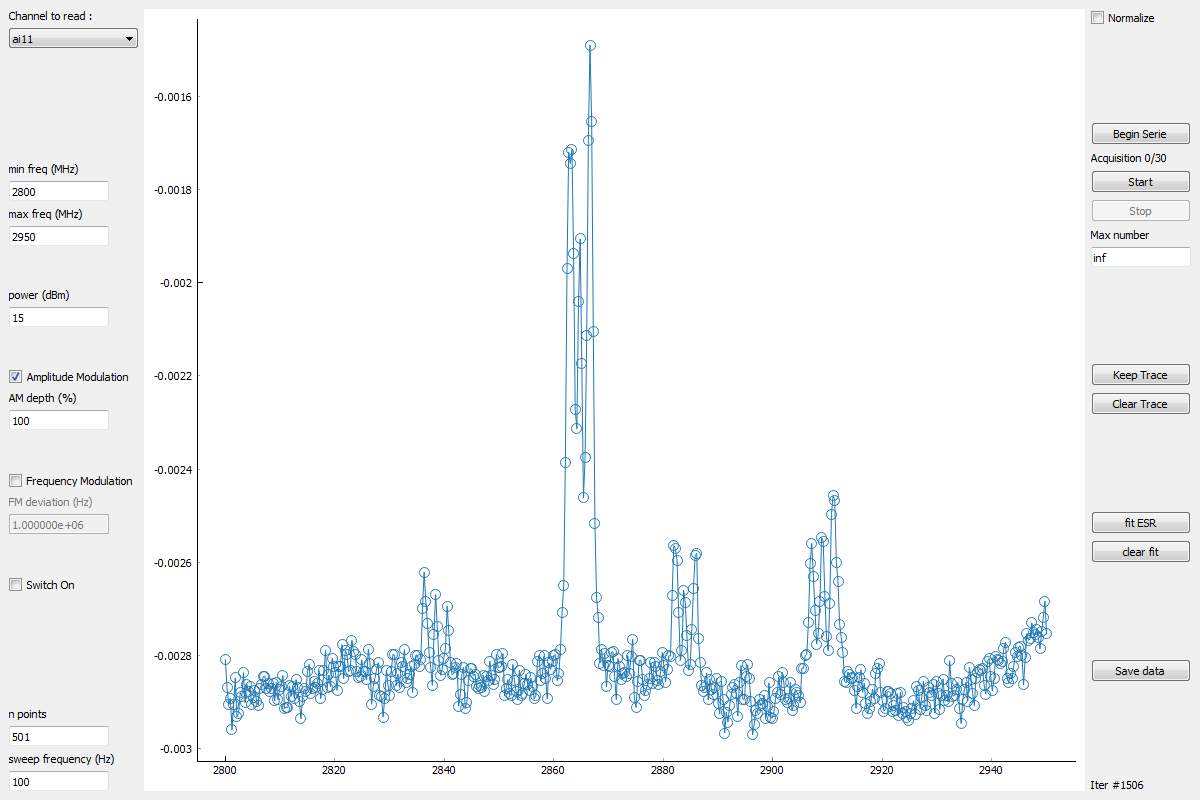 Channel to read :
ai11
min freq (MHz)
2800
max freq (MHz)
2950
power (dBm)
15
Amplitude Modulation
AM depth (%)
100
Frequency Modulation
FM deviation (Hz)
1.000000e+06
Switch On
n points
501
sweep frequency (Hz)
100
-0.0016
-0.0018
-0.002
-0.0022
-0.0024
-0.0026
-0.0028
-0.003
2800
2820
2840
2860
2880
2900
2920
2940
Normalize
Begin Serie
Acquisition 0/30
Start
Stop
Max number
inf
Keep Trace
Clear Trace
fit ESR
clear fit
Save data
Iter #1506